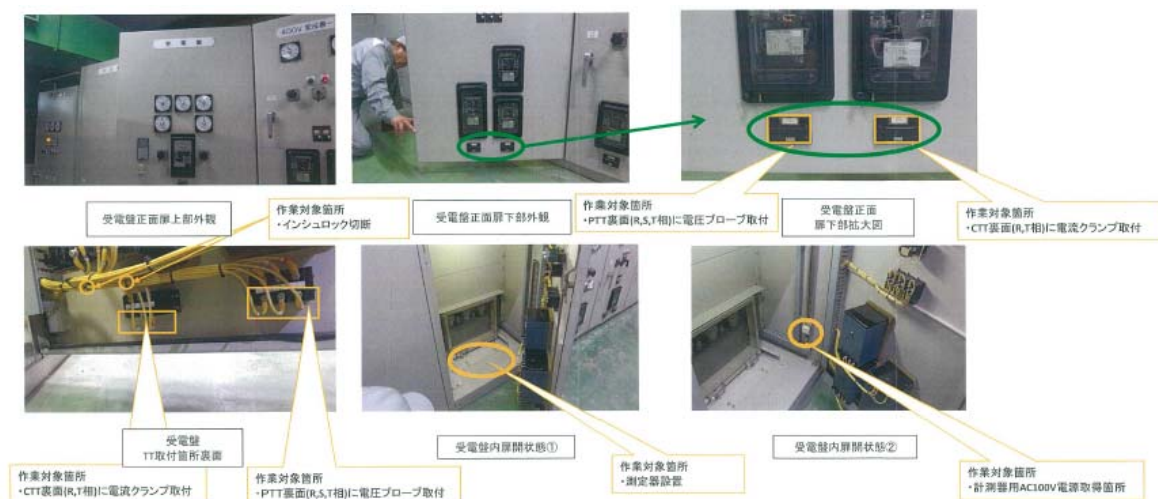 受電盤
400V 変圧器一
受電盤正面扉上部外観
作業対象箇所
・インシュロック切断
受電盤正面扉下部外観
作業対象箇所
・PTT裏面(R,S,T相)に電圧プローブ取付
受電盤正面
扉下部拡大図
作業対象箇所
・CTT裏面(R,T相)に電流クランプ取付
受電盤
TT取付箇所裏面
作業対象箇所
・CTT裏面(R,T相)に電流クランプ取付
作業対象箇所
・PTT裏面(R,S,T相)に電圧プローブ取付
受電盤内扉開状態①
作業対象箇所
・測定器設置
受電盤内扉開状態②
作業対象箇所
・計測器用AC100V電源取得箇所